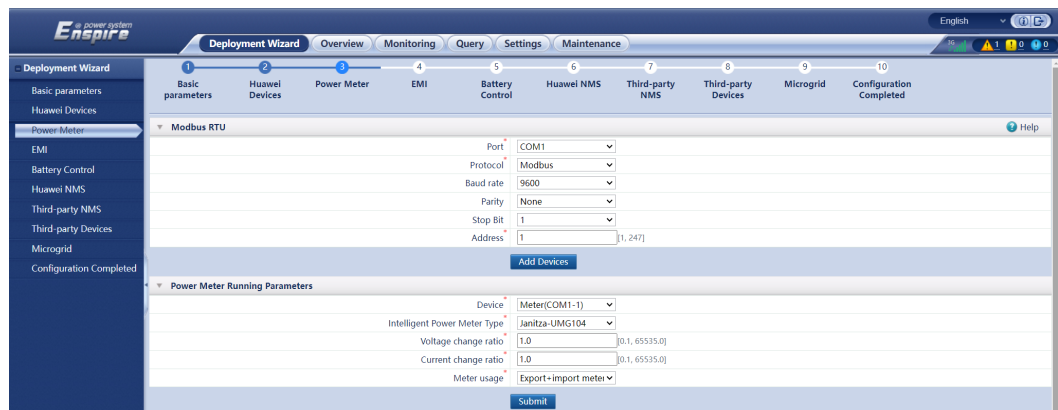 e power system
Enspire
English
Deployment Wizard Overview Monitoring Query Settings Maintenance
3G 1 0 0
Deployment Wizard
Basic parameters
Huawei Devices
Power Meter
EMI
Battery Control
Huawei NMS
Third-party NMS
Third-party Devices
Microgrid
Configuration Completed
1 2 3 4 5 6 7 8 9 10
Basic parameters
Huawei Devices
Power Meter
EMI
Battery Control
Huawei NMS
Third-party NMS
Third-party Devices
Microgrid
Configuration Completed
Modbus RTU
Help
Port* COM1
Protocol* Modbus
Baud rate 9600
Parity None
Stop Bit 1
Address* 1 [1, 247]
Add Devices
Power Meter Running Parameters
Device* Meter(COM1-1)
Intelligent Power Meter Type* Janitza-UMG104
Voltage change ratio* 1.0 [0.1, 65535.0]
Current change ratio* 1.0 [0.1, 65535.0]
Meter usage* Export+import meter
Submit